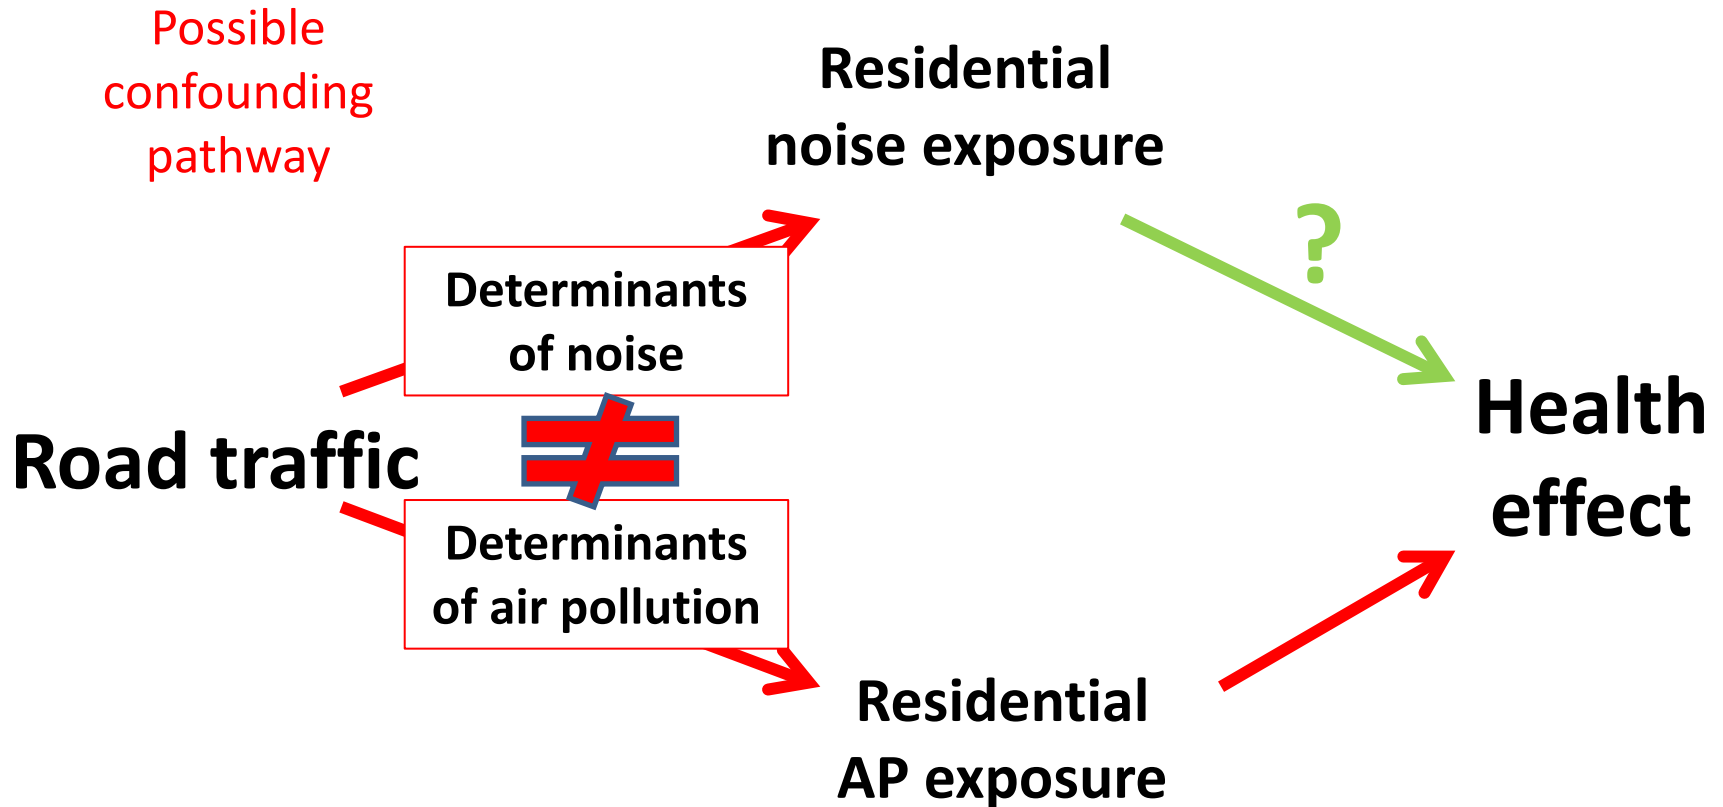 Possible
confounding
pathway
Residential
noise exposure
?
Determinants
of noise
Road traffic
Health
effect
Determinants
of air pollution
Residential
AP exposure